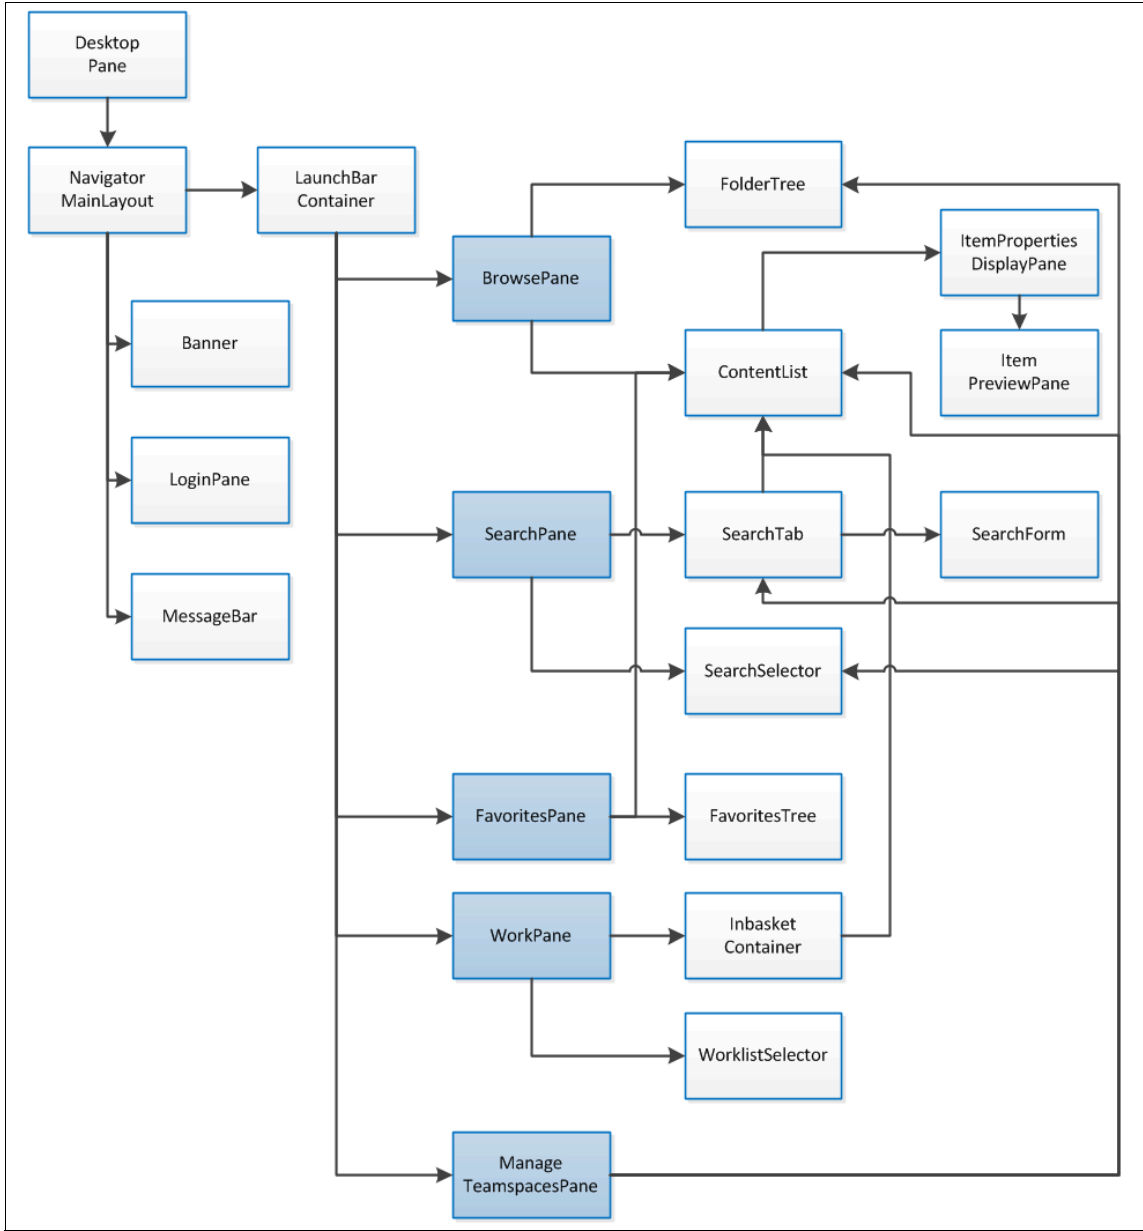 Desktop
Pane
Navigator
MainLayout
LaunchBar
Container
FolderTree
ItemProperties
DisplayPane
BrowsePane
Banner
ContentList
Item
PreviewPane
LoginPane
SearchPane
SearchTab
SearchForm
MessageBar
SearchSelector
FavoritesPane
FavoritesTree
WorkPane
Inbasket
Container
WorklistSelector
Manage
TeamspacesPane